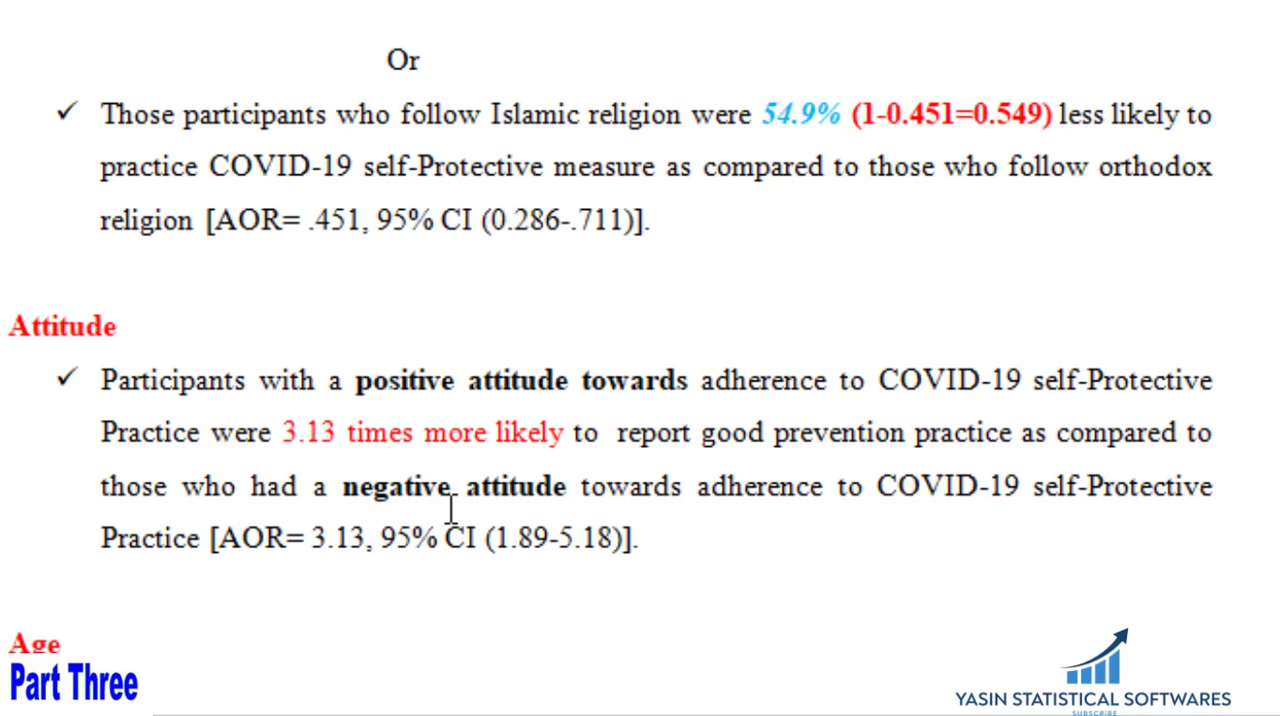 Or
✓ Those participants who follow Islamic religion were 54.9% (1-0.451=0.549) less likely to
practice COVID-19 self-Protective measure as compared to those who follow orthodox
religion [AOR= .451, 95% CI (0.286-.711)].
Attitude
✓ Participants with a positive attitude towards adherence to COVID-19 self-Protective
Practice were 3.13 times more likely to report good prevention practice as compared to
those who had a negative attitude towards adherence to COVID-19 self-Protective
Practice [AOR= 3.13, 95% CI (1.89-5.18)].
Age
Part Three
YASIN STATISTICAL SOFTWARES
SUBSCRIBE